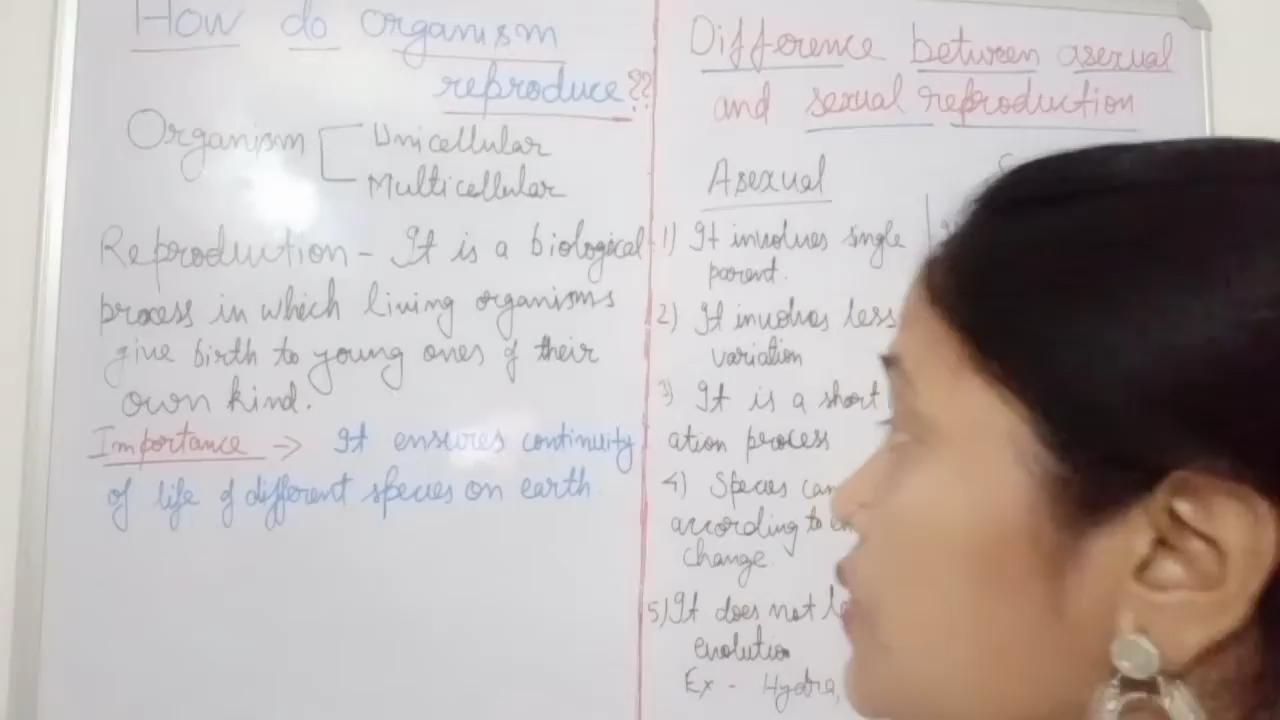 How do organism
reproduce??
Organism
Unicellular
Multicellular
Reproduction - It is a biological
process in which living organisms
give birth to young ones of their
own kind.
Importance → It ensures continuity
of life of different species on earth
Difference between asexual
and sexual reproduction
Asexual
1) It involves single
parent.
2) It involves less
variation
3) It is a short
ation process
4) Species can
according to
change
5) It does not
evolution
Ex - Hydra,